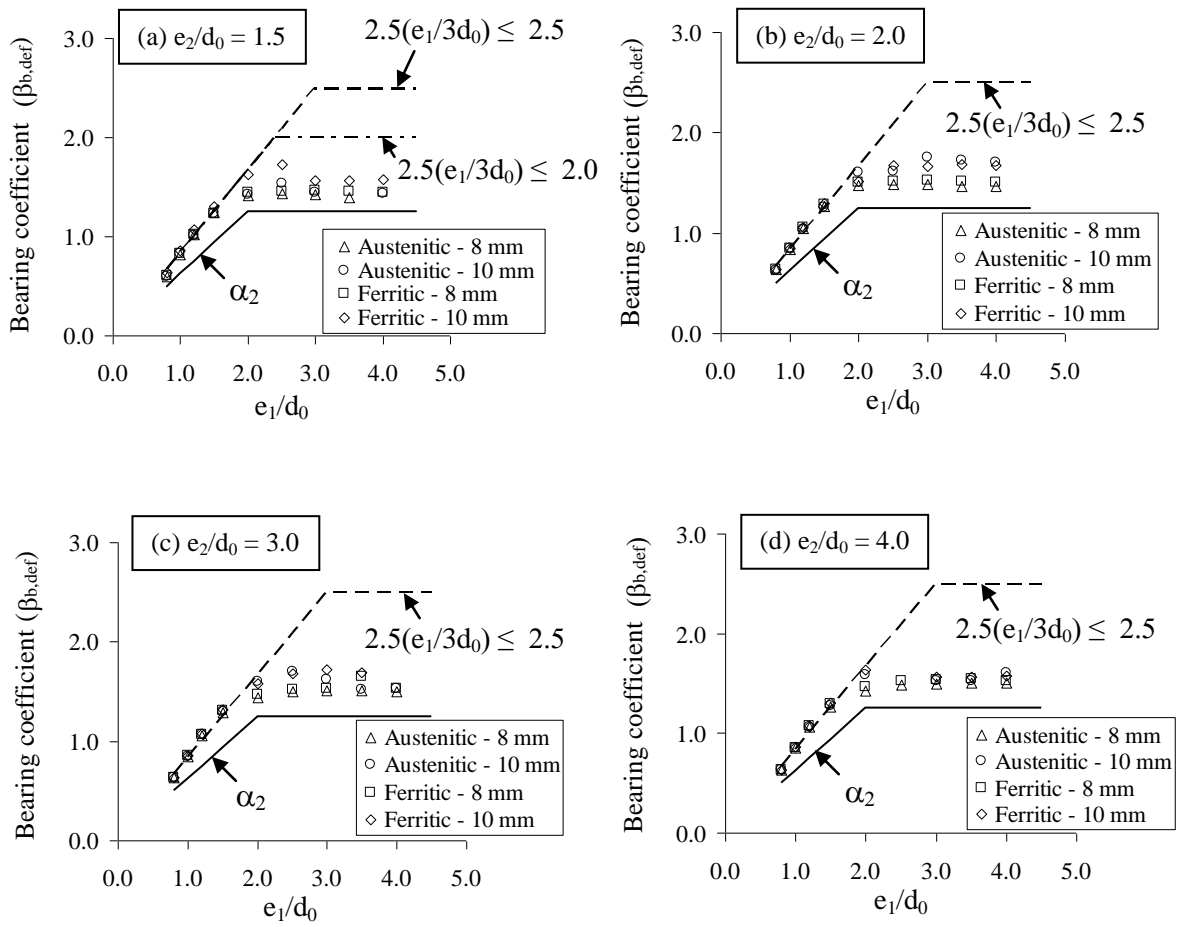 (a) e₂/d₀ = 1.5
2.5(e₁/3d₀) ≤ 2.5
2.5(e₁/3d₀) ≤ 2.0
α₂
Bearing coefficient (βb,def)
3.0
2.0
1.0
0.0
0.0 1.0 2.0 3.0 4.0 5.0
e₁/d₀
Austenitic - 8 mm
Austenitic - 10 mm
Ferritic - 8 mm
Ferritic - 10 mm
(b) e₂/d₀ = 2.0
2.5(e₁/3d₀) ≤ 2.5
α₂
Bearing coefficient (βb,def)
3.0
2.0
1.0
0.0
0.0 1.0 2.0 3.0 4.0 5.0
e₁/d₀
Austenitic - 8 mm
Austenitic - 10 mm
Ferritic - 8 mm
Ferritic - 10 mm
(c) e₂/d₀ = 3.0
2.5(e₁/3d₀) ≤ 2.5
α₂
Bearing coefficient (βb,def)
3.0
2.0
1.0
0.0
0.0 1.0 2.0 3.0 4.0 5.0
e₁/d₀
Austenitic - 8 mm
Austenitic - 10 mm
Ferritic - 8 mm
Ferritic - 10 mm
(d) e₂/d₀ = 4.0
2.5(e₁/3d₀) ≤ 2.5
α₂
Bearing coefficient (βb,def)
3.0
2.0
1.0
0.0
0.0 1.0 2.0 3.0 4.0 5.0
e₁/d₀
Austenitic - 8 mm
Austenitic - 10 mm
Ferritic - 8 mm
Ferritic - 10 mm